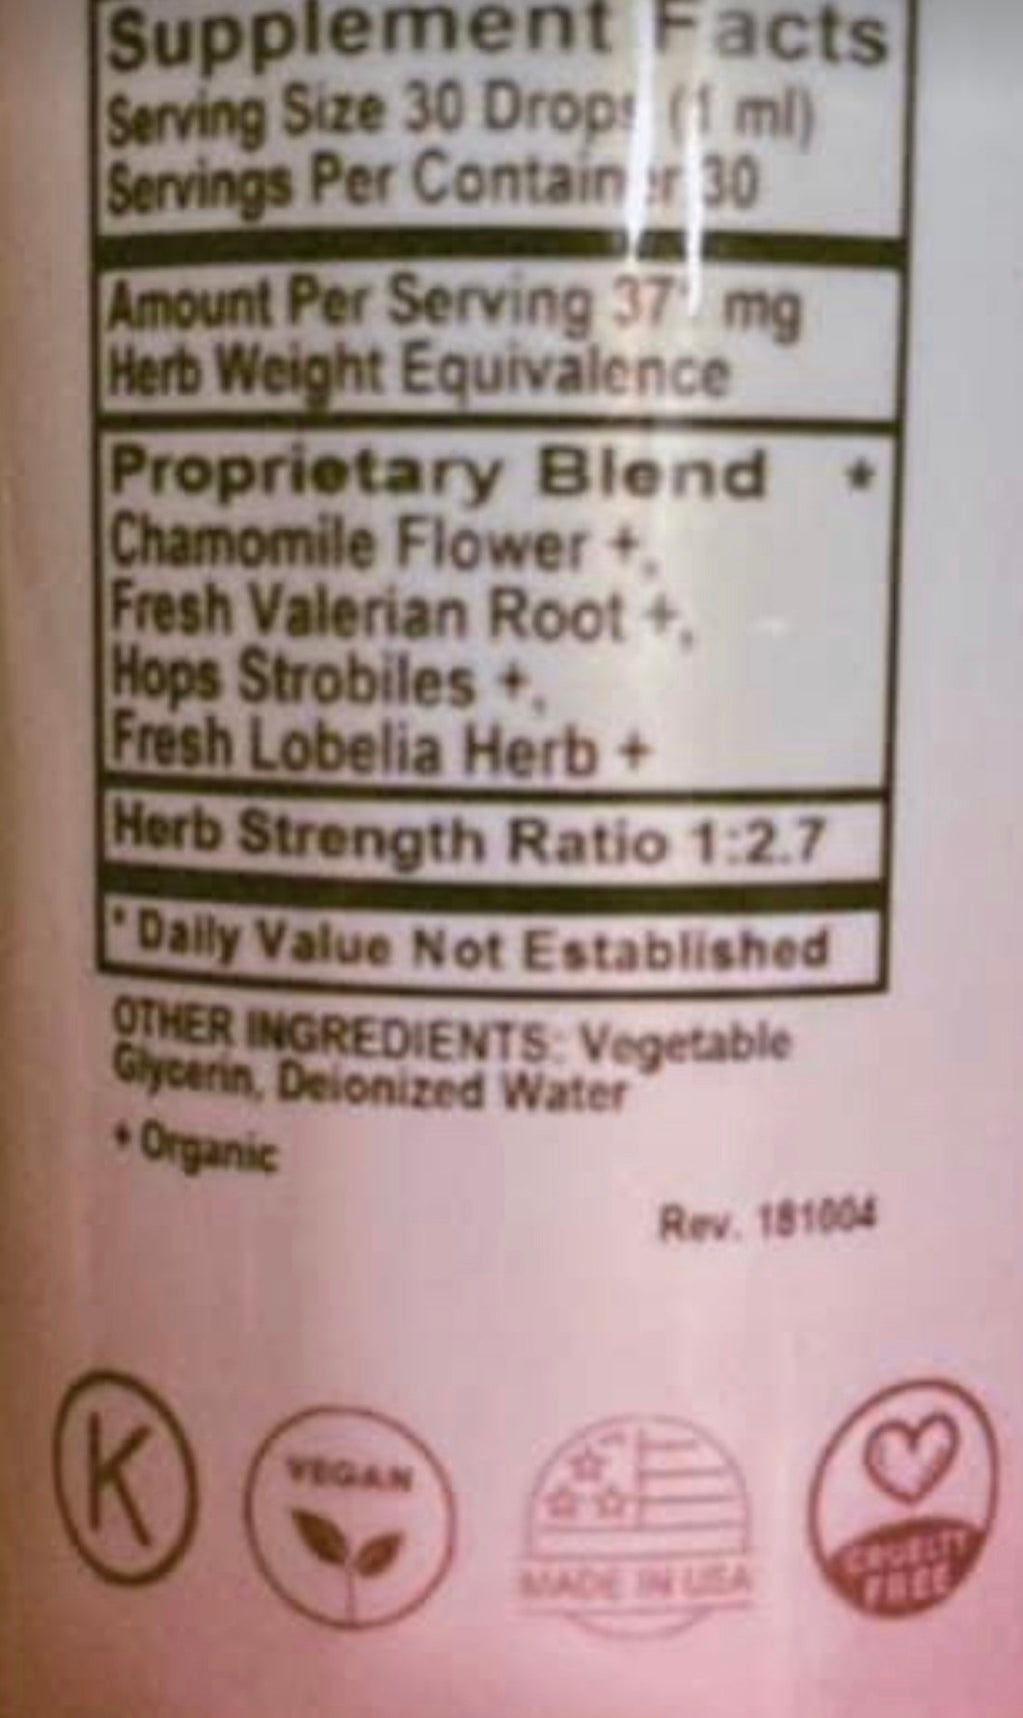 Supplement Facts
Serving Size 30 Drops (1 ml)
Servings Per Container 30
Amount Per Serving mg
Herb Weight Equivalence
Proprietary Blend *
Chamomile Flower +,
Fresh Valerian Root +,
Hops Strobiles +,
Fresh Lobelia Herb +
Herb Strength Ratio 1:2.7
* Daily Value Not Established
OTHER INGREDIENTS: Vegetable
Glycerin, Deionized Water
+ Organic
Rev. 181004
K
VEGAN
MADE IN USA
CRUELTY
FREE